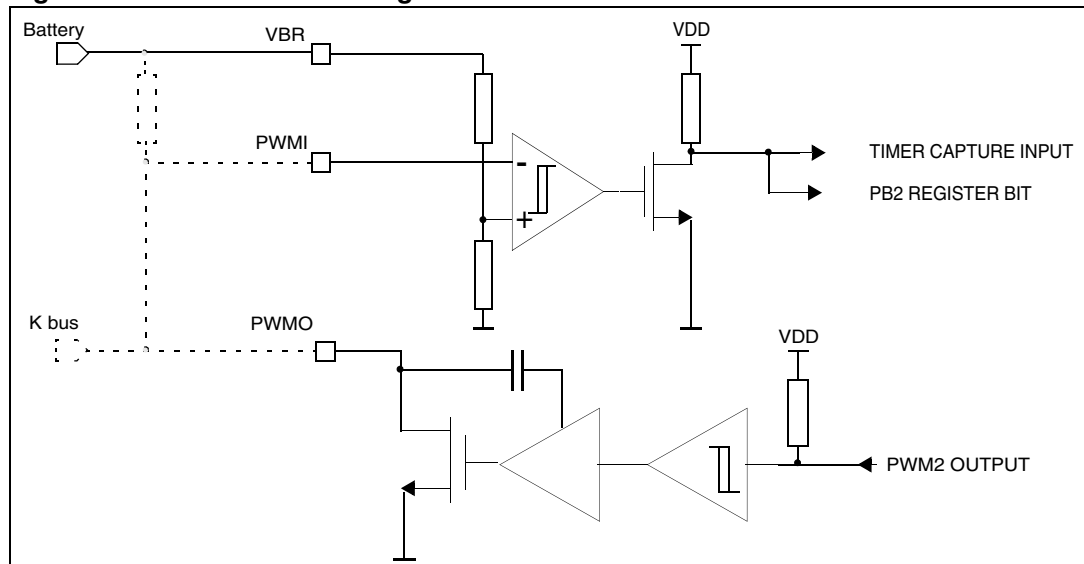 Battery
VBR
VDD
PWMI
-
TIMER CAPTURE INPUT
PB2 REGISTER BIT
+
K bus
PWMO
VDD
PWM2 OUTPUT